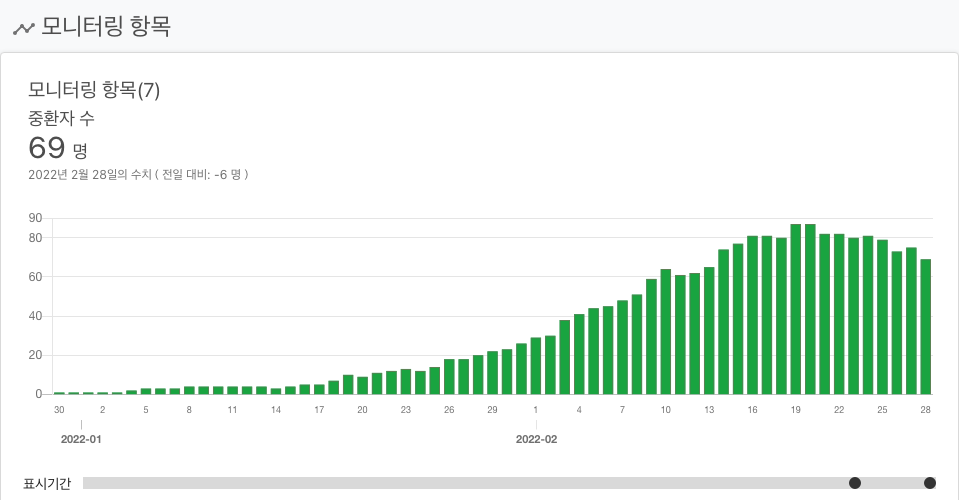 모니터링 항목
모니터링 항목(7)
중환자 수
69 명
2022년 2월 28일의 수치 ( 전일 대비: -6 명 )
90
80
60
40
20
0
30 2 5 8 11 14 17 20 23 26 29 1 4 7 10 13 16 19 22 25 28
2022-01 2022-02
표시기간